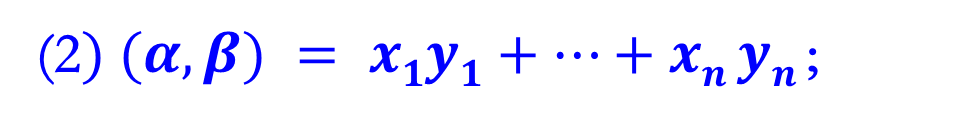 (2) (α, β) = x₁y₁ + ⋯ + xₙyₙ ;